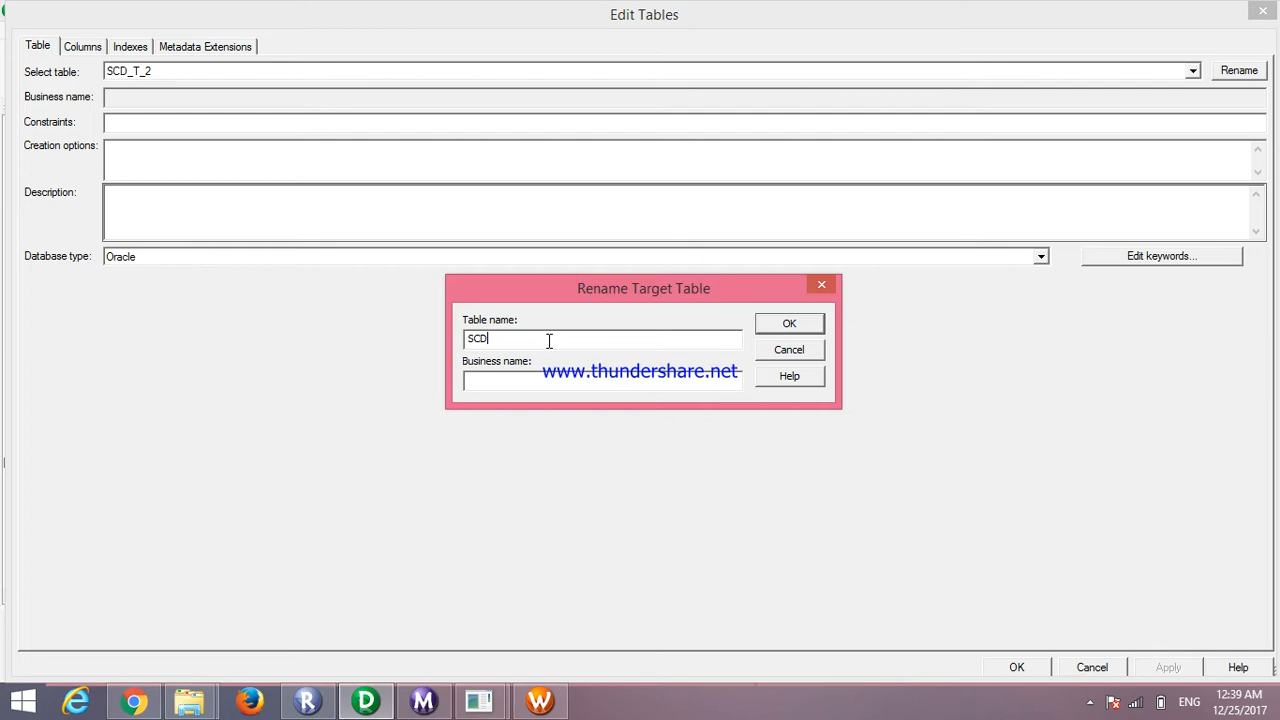 Edit Tables
Table Columns Indexes Metadata Extensions
Select table: SCD_T_2 Rename
Business name:
Constraints:
Creation options:
Description:
Database type: Oracle Edit keywords...
Rename Target Table
Table name:
SCD
OK
Cancel
Business name:
www.thundershare.net
Help
OK Cancel Apply Help
R D M W
ENG
12:39 AM
12/25/2017